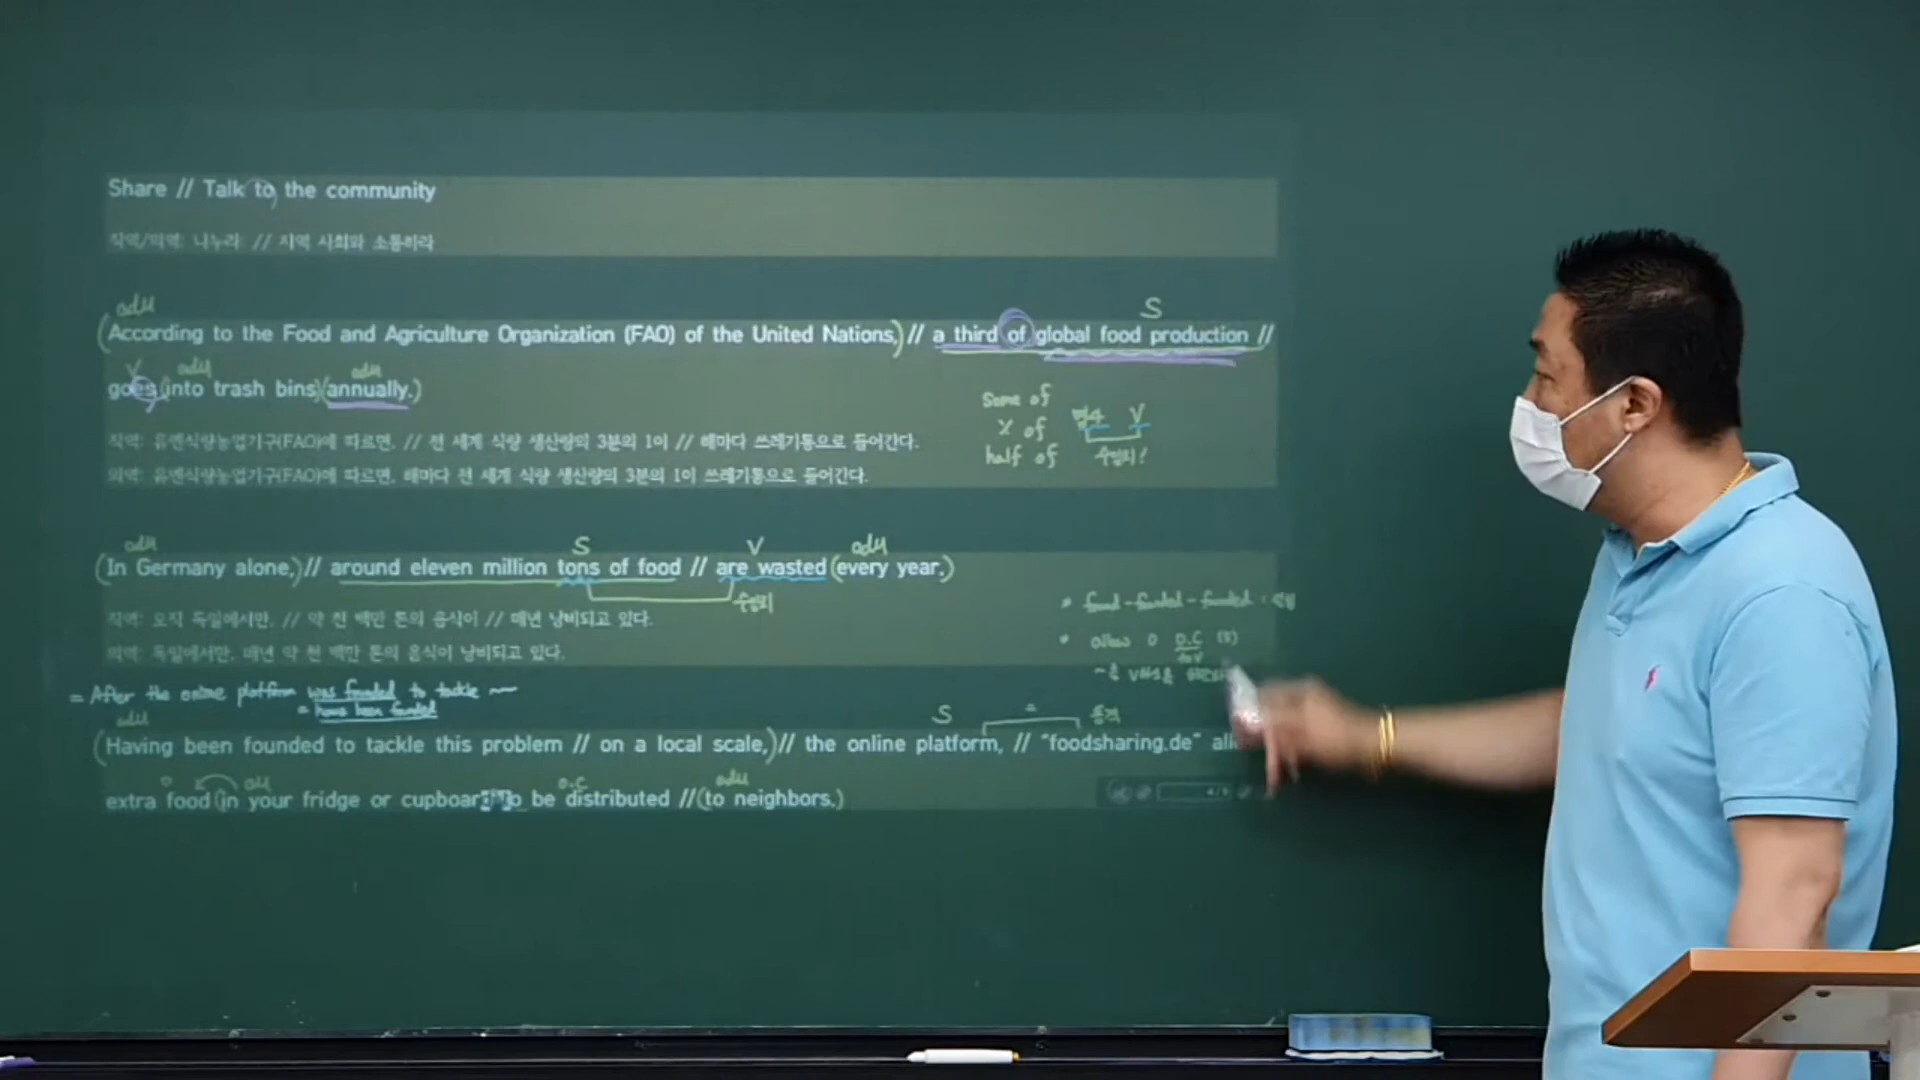 Share // Talk to the community
직역/의역: 나누라: // 지역 사회와 소통하라
adv S
(According to the Food and Agriculture Organization (FAO) of the United Nations,) // a third of global food production //
V adv adv
goes (into trash bins) (annually.)
직역: 유엔식량농업기구(FAO)에 따르면, // 전 세계 식량 생산량의 3분의 1이 // 해마다 쓰레기통으로 들어간다.
의역: 유엔식량농업기구(FAO)에 따르면, 해마다 전 세계 식량 생산량의 3분의 1이 쓰레기통으로 들어간다.
Some of
% of 명사 V
half of 수일치!
adv S V adv
(In Germany alone,) // around eleven million tons of food // are wasted (every year.)
수일치
직역: 오직 독일에서만, // 약 천 백만 톤의 음식이 // 매년 낭비되고 있다.
의역: 독일에서만, 매년 약 천 백만 톤의 음식이 낭비되고 있다.
* found - founded - founded :
* allow O O.C (5)
to V
= After the online platform was founded to tackle ~
= have been founded
adv S = 동격
(Having been founded to tackle this problem // on a local scale,) // the online platform, // "foodsharing.de"
O O.C adv
extra food (in your fridge or cupboar to be distributed // (to neighbors.)
4/9